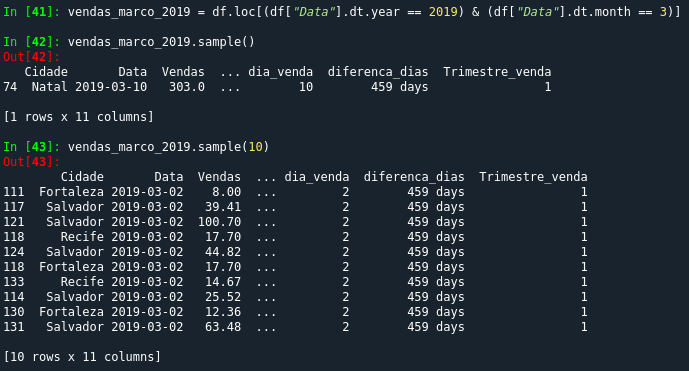 In [41]: vendas_marco_2019 = df.loc[(df["Data"].dt.year == 2019) & (df["Data"].dt.month == 3)]
In [42]: vendas_marco_2019.sample()
Out[42]:
Cidade Data Vendas ... dia_venda diferenca_dias Trimestre_venda
74 Natal 2019-03-10 303.0 ... 10 459 days 1
[1 rows x 11 columns]
In [43]: vendas_marco_2019.sample(10)
Out[43]:
Cidade Data Vendas ... dia_venda diferenca_dias Trimestre_venda
111 Fortaleza 2019-03-02 8.00 ... 2 459 days 1
117 Salvador 2019-03-02 39.41 ... 2 459 days 1
121 Salvador 2019-03-02 100.70 ... 2 459 days 1
118 Recife 2019-03-02 17.70 ... 2 459 days 1
124 Salvador 2019-03-02 44.82 ... 2 459 days 1
118 Fortaleza 2019-03-02 17.70 ... 2 459 days 1
133 Recife 2019-03-02 14.67 ... 2 459 days 1
114 Salvador 2019-03-02 25.52 ... 2 459 days 1
130 Fortaleza 2019-03-02 12.36 ... 2 459 days 1
131 Salvador 2019-03-02 63.48 ... 2 459 days 1
[10 rows x 11 columns]